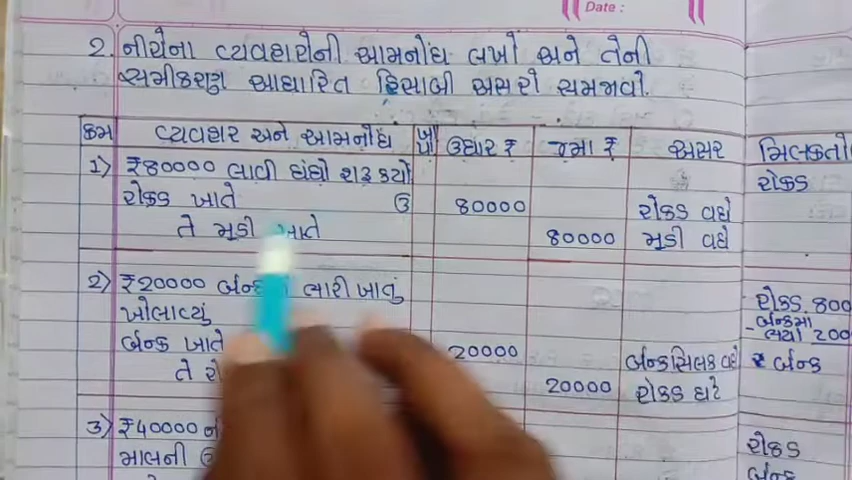 Date :
2. નીચેના વ્યવહારોની આમનોંધ લખો અને તેની
સમીકરણ આધારિત હિસાબી અસરો સમજાવો.
ક્રમ વ્યવહાર અને આમનોંધ ખા પા ઉધાર ₹ જમા ₹ અસર મિલકતો
1) ₹80000 લાવી ધંધો શરૂ કર્યો રોકડ
રોકડ ખાતે ઉ 80000 રોકડ વધે
તે મૂડી ખાતે 80000 મૂડી વધે
2) ₹20000 લારી ખાતું રોકડ 800
ખોલાવ્યું બેન્કમાં
બેન્ક ખાતે 20000 બેન્કસિલક વધે બેન્ક
તે 20000 રોકડ ઘટે
3) ₹40000 રોકડ
માલની બેન્ક